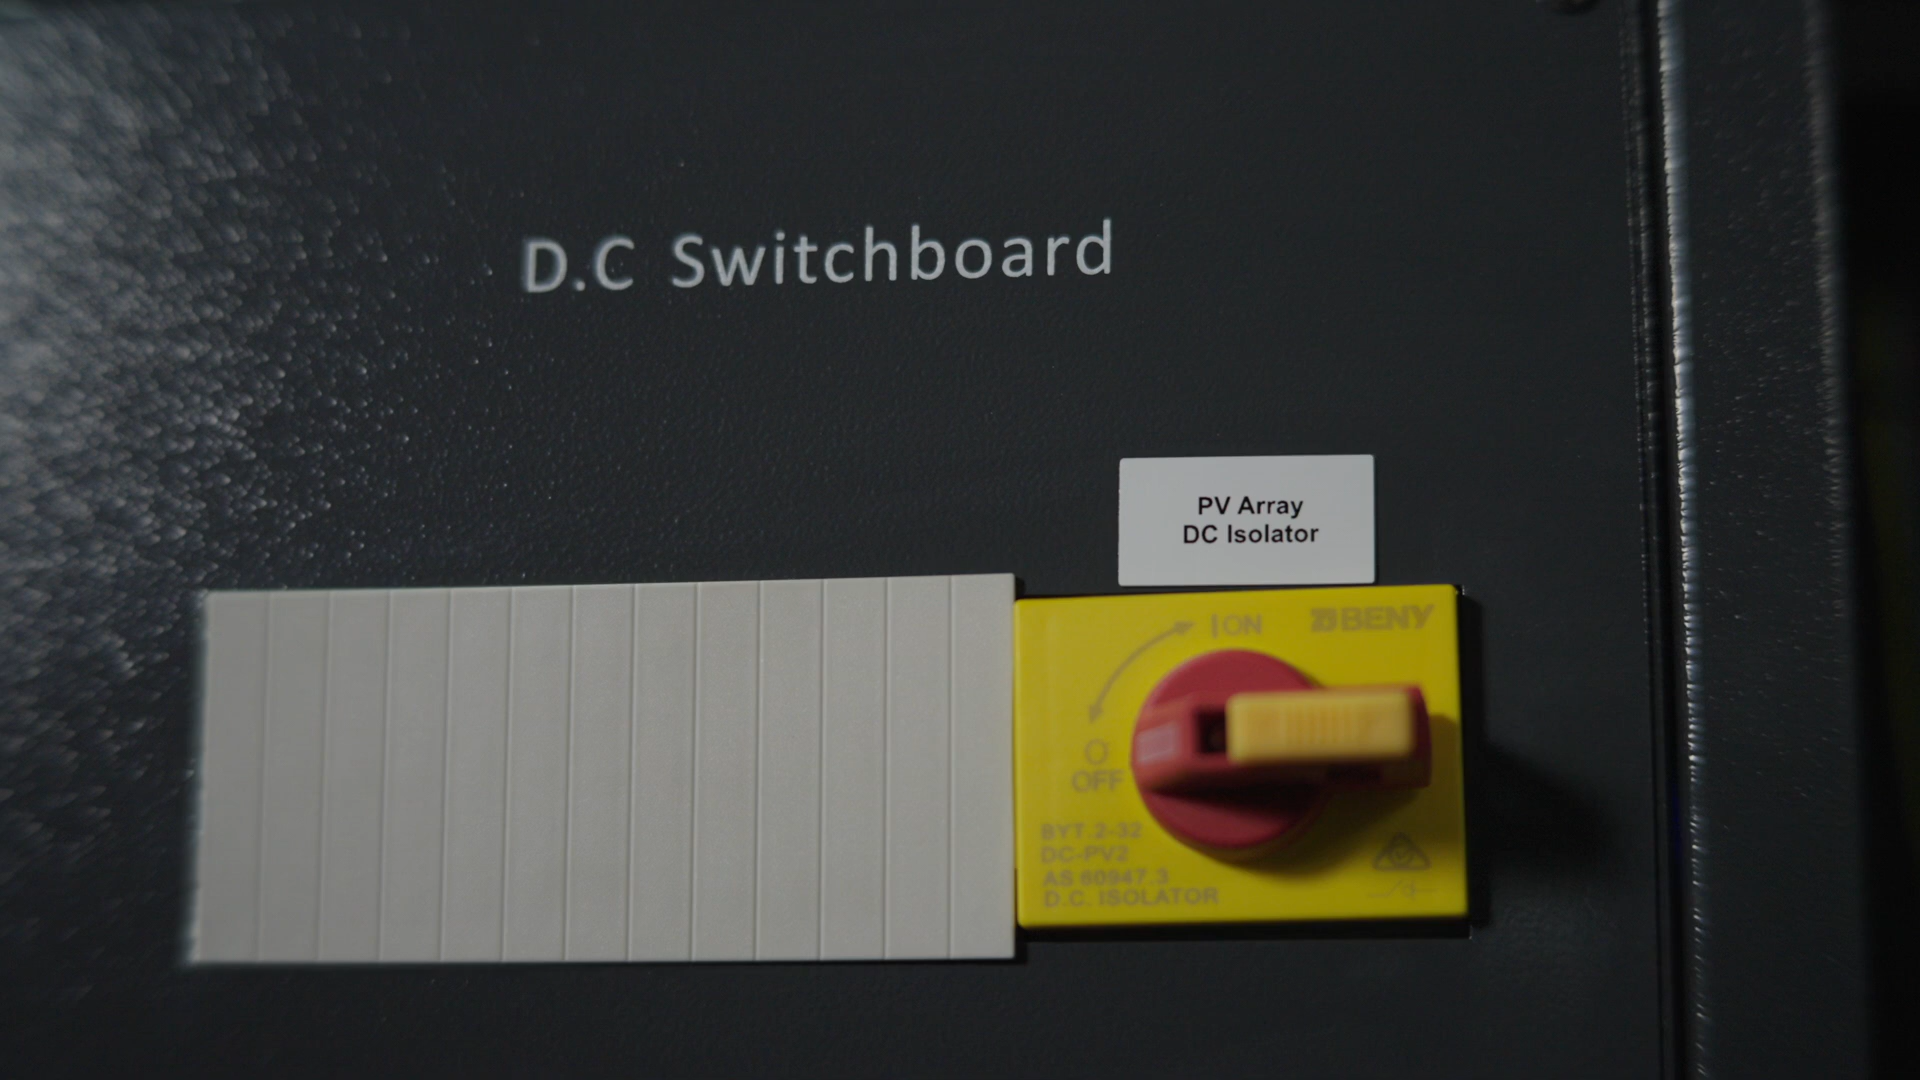 D.C Switchboard
PV Array
DC Isolator
I ON
BENY
O
OFF
BYT.2-32
DC-PV2
AS 60947.3
D.C. ISOLATOR